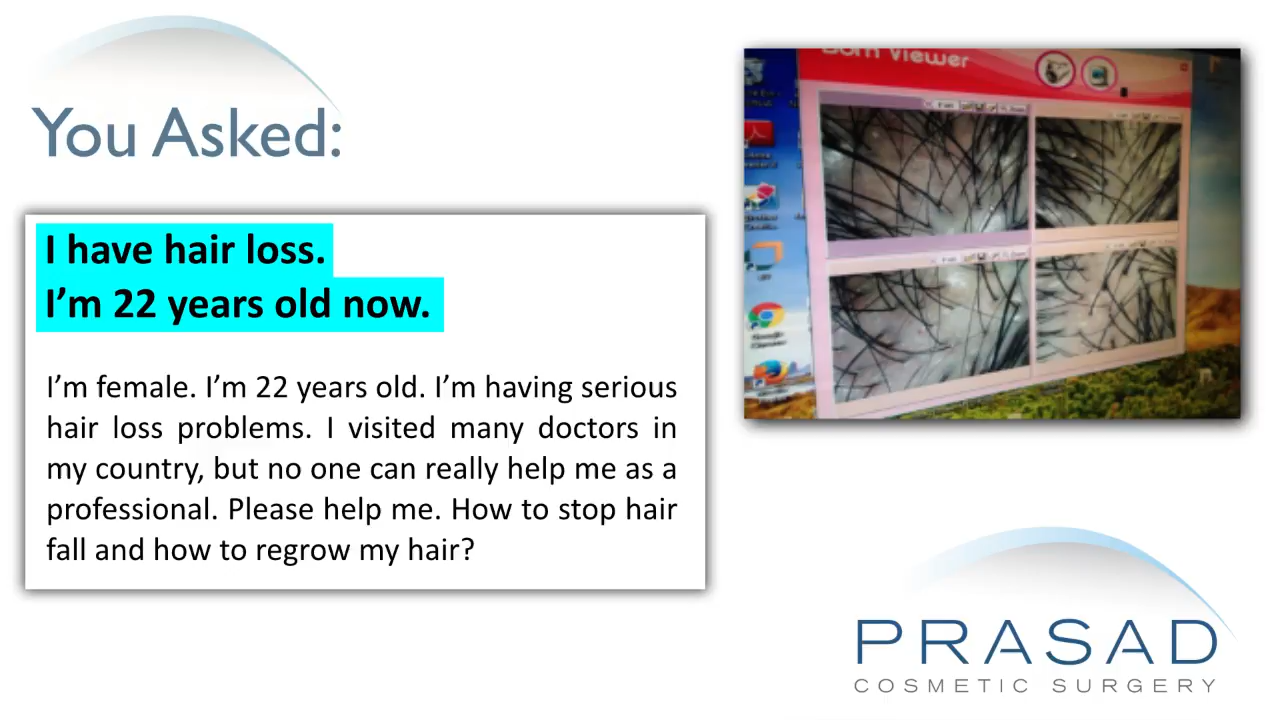 You Asked:
I have hair loss.
I’m 22 years old now.
I’m female. I’m 22 years old. I’m having serious
hair loss problems. I visited many doctors in
my country, but no one can really help me as a
professional. Please help me. How to stop hair
fall and how to regrow my hair?
Viewer
PRASAD
COSMETIC SURGERY